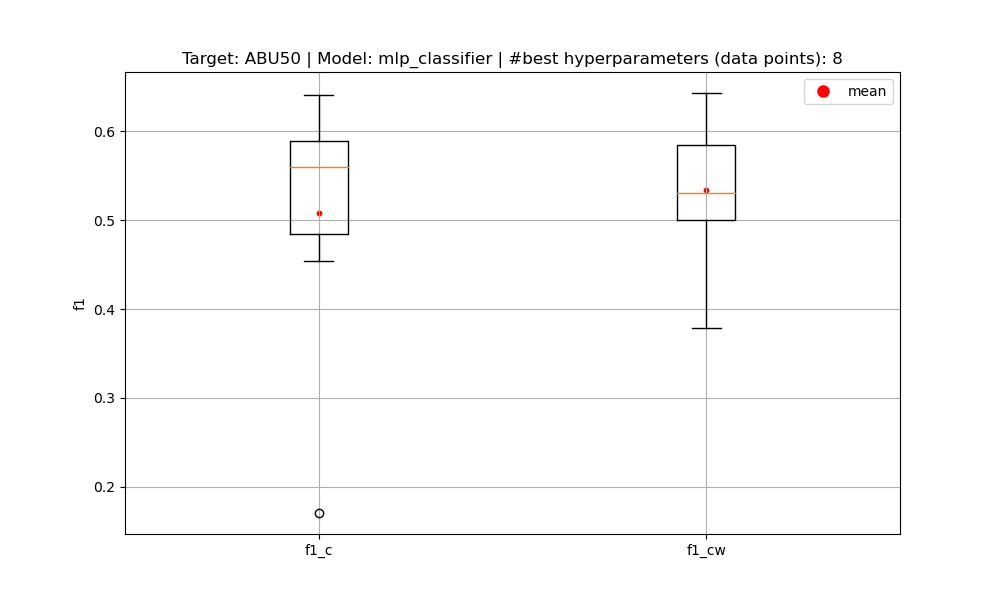 Target: ABU50 | Model: mlp_classifier | #best hyperparameters (data points): 8
mean
0.6
0.5
0.4
0.3
0.2
f1
f1_c
f1_cw